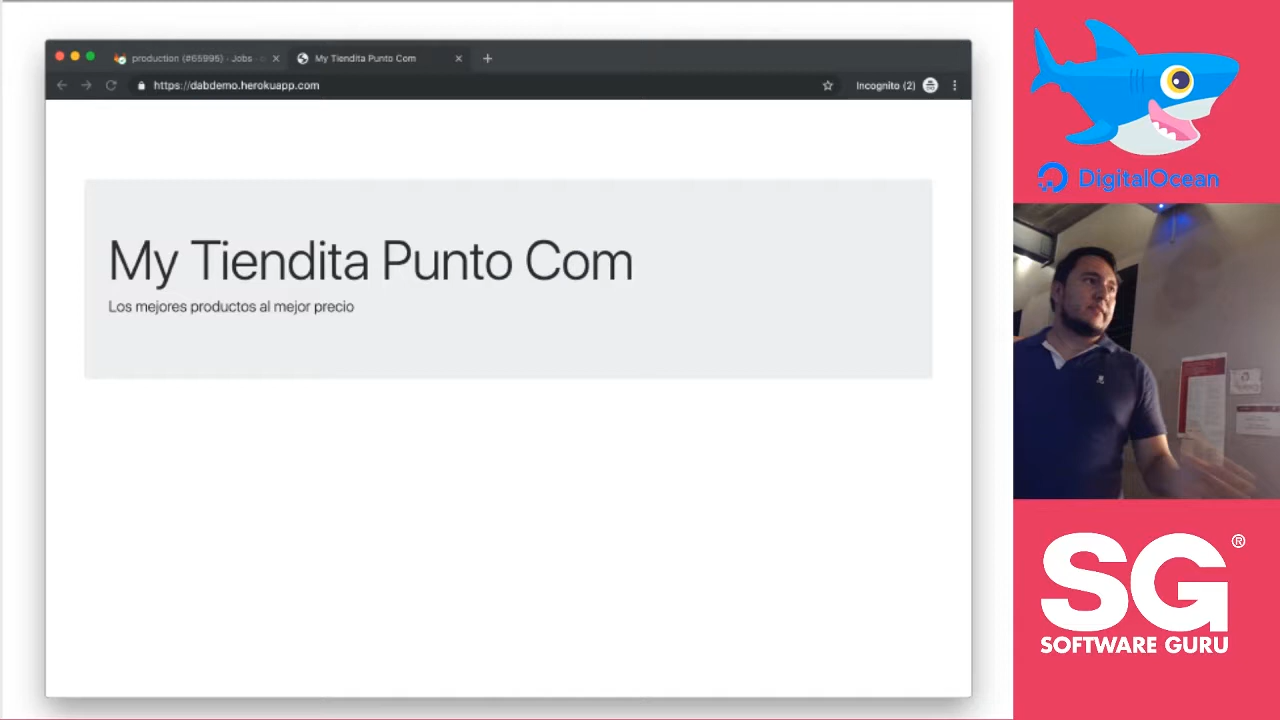 production (#65995) · Jobs ·
My Tiendita Punto Com
https://dabdemo.herokuapp.com
Incognito (2)
My Tiendita Punto Com
Los mejores productos al mejor precio
DigitalOcean
SG®
SOFTWARE GURU